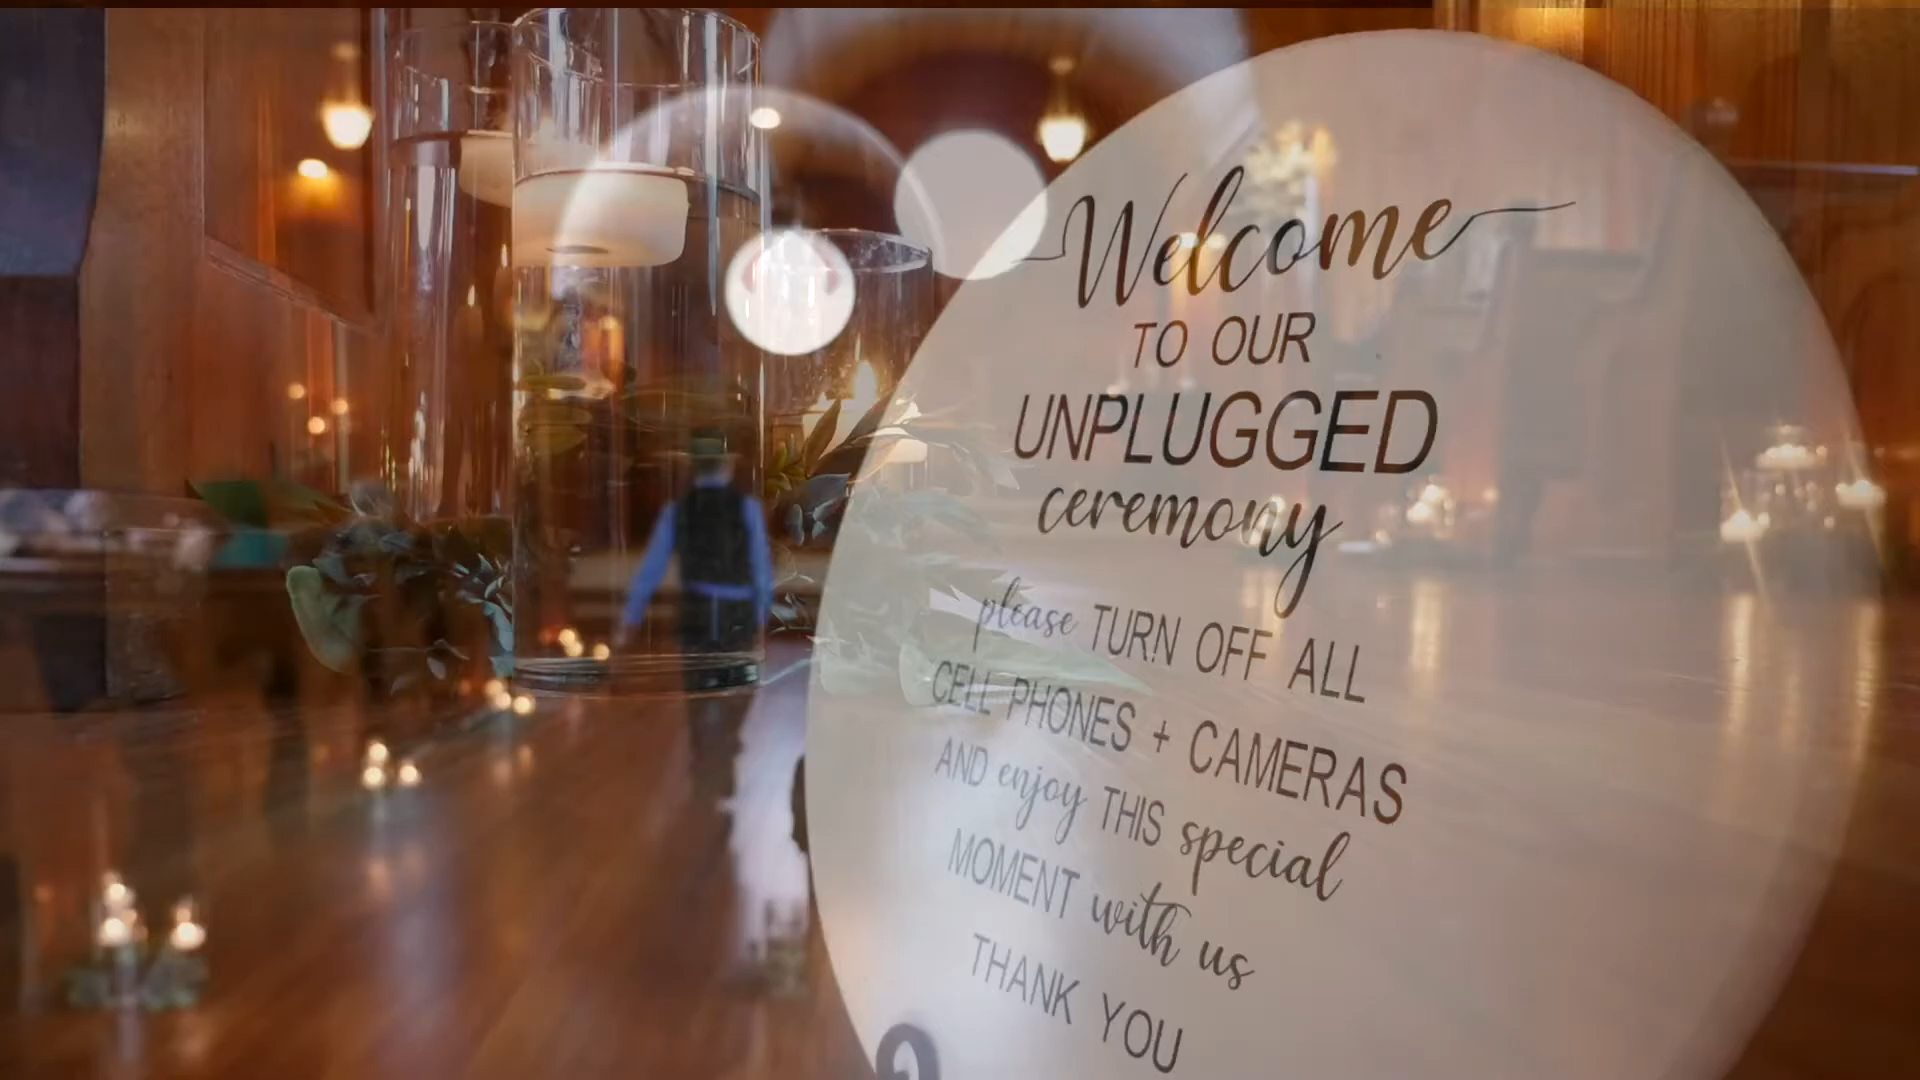 Welcome
TO OUR
UNPLUGGED
ceremony
please TURN OFF ALL
CELL PHONES + CAMERAS
AND enjoy THIS special
MOMENT with us
THANK YOU